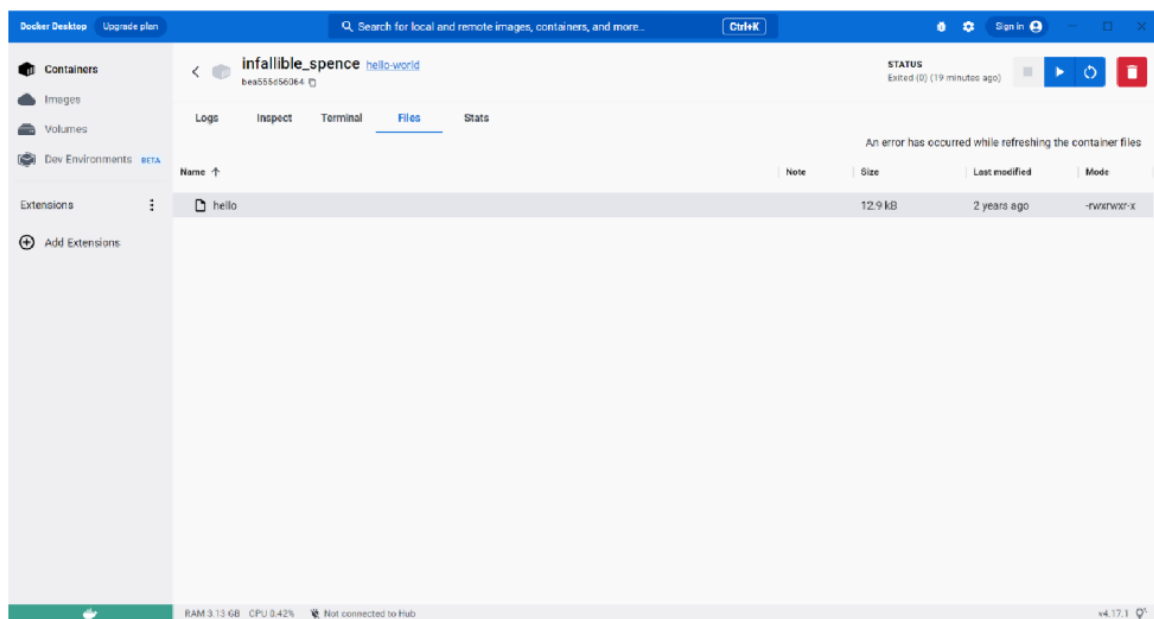 Docker Desktop Upgrade plan Search for local and remote images, containers, and more... Ctrl+K Sign in
Containers
Images
Volumes
Dev Environments BETA
Extensions
Add Extensions
infallible_spence hello-world
bea555d56064
STATUS
Exited (0) (19 minutes ago)
Logs Inspect Terminal Files Stats
An error has occurred while refreshing the container files
Name Note Size Last modified Mode
hello 12.9 kB 2 years ago -rwxrwxr-x
RAM 3.13 GB CPU 0.42% Not connected to Hub v4.17.1